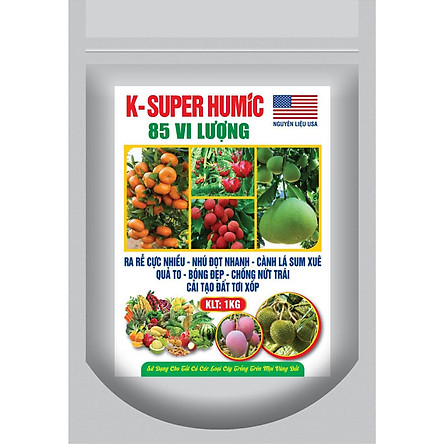 K-SUPER HUMIC
NGUYÊN LIỆU USA
85 VI LƯỢNG
RA RỄ CỰC NHIỀU - NHÚ ĐỌT NHANH - CÀNH LÁ SUM XUÊ
QUẢ TO - BÓNG ĐẸP - CHỐNG NỨT TRÁI
CẢI TẠO ĐẤT TƠI XỐP
KLT: 1KG
Sử Dụng Cho Tất Cả Các Loại Cây Trồng Trên Mọi Vùng Đất